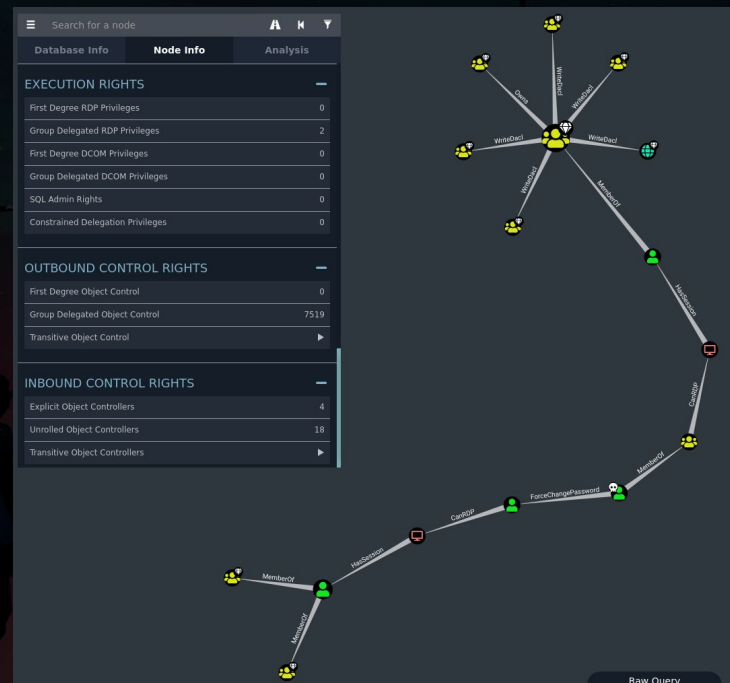 Search for a node
Database Info
Node Info
Analysis
EXECUTION RIGHTS
First Degree RDP Privileges 0
Group Delegated RDP Privileges 2
First Degree DCOM Privileges 0
Group Delegated DCOM Privileges 0
SQL Admin Rights 0
Constrained Delegation Privileges 0
OUTBOUND CONTROL RIGHTS
First Degree Object Control 0
Group Delegated Object Control 7519
Transitive Object Control
INBOUND CONTROL RIGHTS
Explicit Object Controllers 4
Unrolled Object Controllers 18
Transitive Object Controllers
WriteDacl
Owns
WriteDacl
WriteDacl
WriteDacl
WriteDacl
MemberOf
HasSession
CanRDP
MemberOf
ForceChangePassword
CanRDP
HasSession
MemberOf
MemberOf
Raw Query